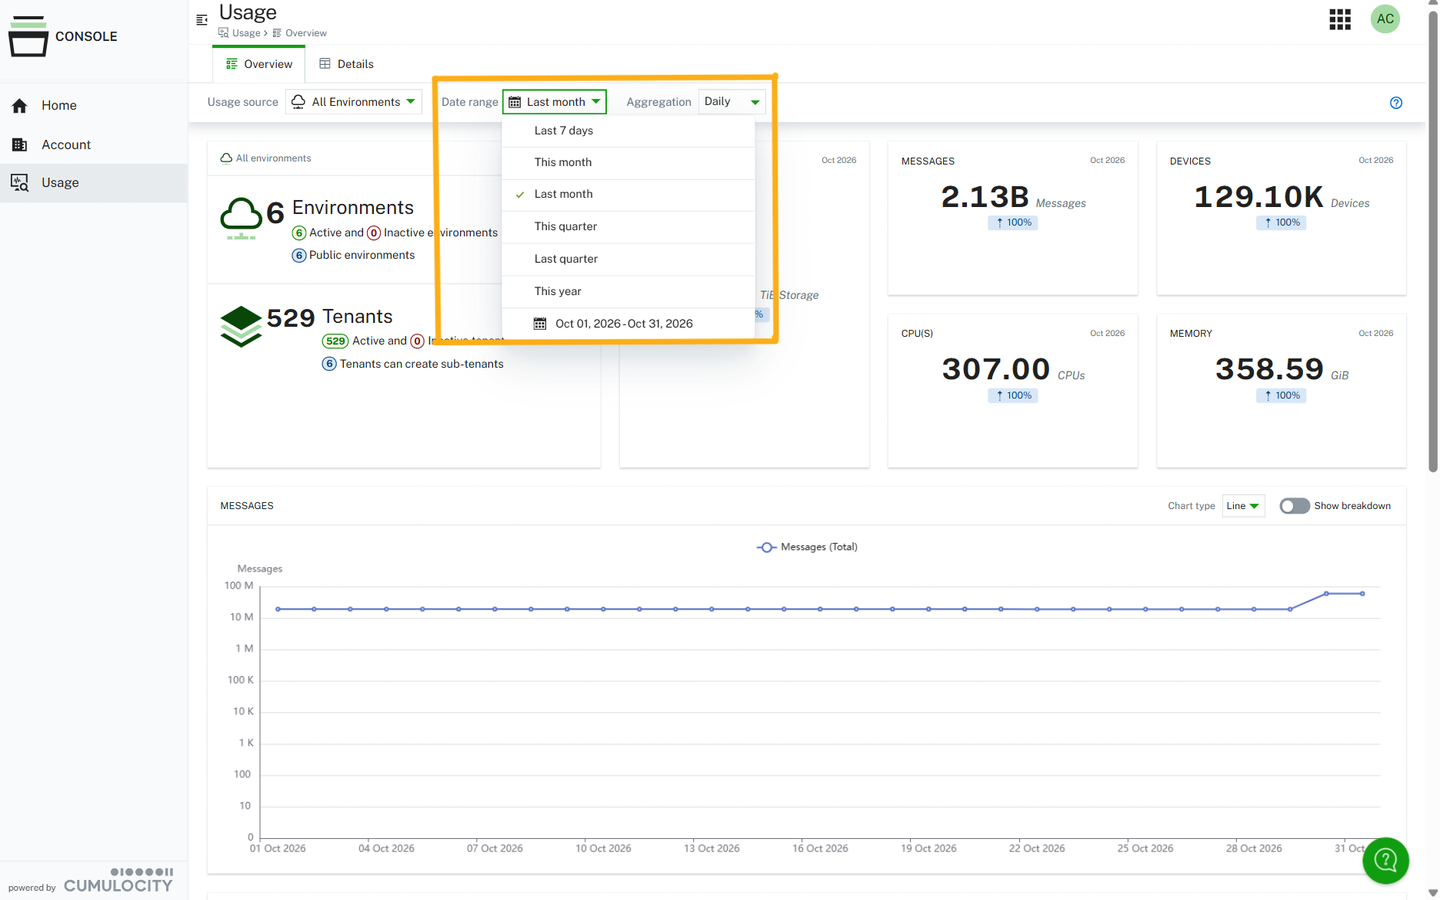 CONSOLE
Home
Account
Usage
powered by
CUMULOCITY
Usage
Usage
Overview
AC
Overview
Details
Usage source
All Environments
Date range
Last month
Aggregation
Daily
Last 7 days
This month
Last month
This quarter
Last quarter
This year
Oct 01, 2026 - Oct 31, 2026
All environments
6 Environments
6 Active and 0 Inactive environments
6 Public environments
529 Tenants
529 Active and 0
6 Tenants can create sub-tenants
Oct 2026
TiB Storage
%
MESSAGES
Oct 2026
2.13B Messages
↑ 100%
DEVICES
Oct 2026
129.10K Devices
↑ 100%
CPU(S)
Oct 2026
307.00 CPUs
↑ 100%
MEMORY
Oct 2026
358.59 GiB
↑ 100%
MESSAGES
Chart type
Line
Show breakdown
Messages (Total)
Messages
100 M
10 M
1 M
100 K
10 K
1 K
100
10
0
01 Oct 2026
04 Oct 2026
07 Oct 2026
10 Oct 2026
13 Oct 2026
16 Oct 2026
19 Oct 2026
22 Oct 2026
25 Oct 2026
28 Oct 2026
31 Oct